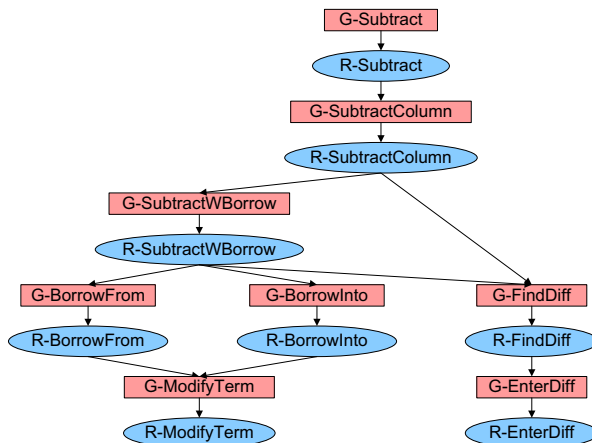 G-Subtract
R-Subtract
G-SubtractColumn
R-SubtractColumn
G-SubtractWBorrow
R-SubtractWBorrow
G-BorrowFrom
G-BorrowInto
G-FindDiff
R-BorrowFrom
R-BorrowInto
R-FindDiff
G-ModifyTerm
G-EnterDiff
R-ModifyTerm
R-EnterDiff